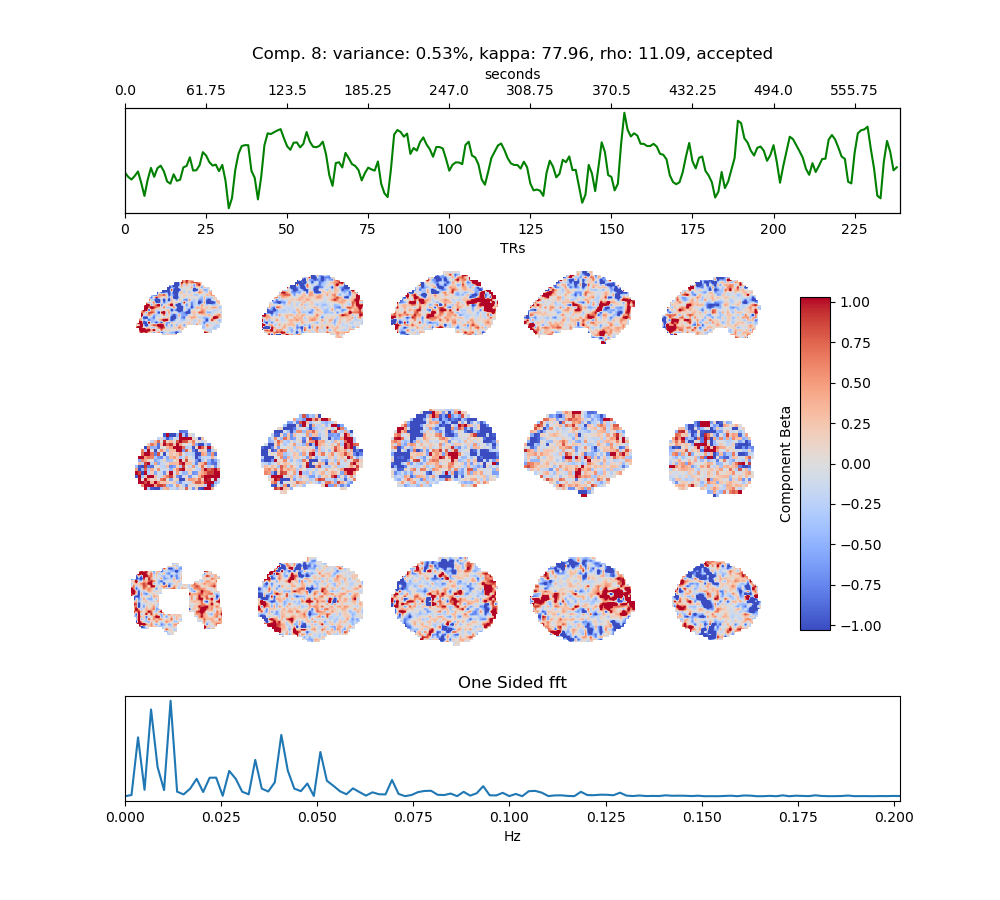 Comp. 8: variance: 0.53%, kappa: 77.96, rho: 11.09, accepted
seconds
0.0 61.75 123.5 185.25 247.0 308.75 370.5 432.25 494.0 555.75
0 25 50 75 100 125 150 175 200 225
TRs
1.00
0.75
0.50
0.25
0.00
−0.25
−0.50
−0.75
−1.00
Component Beta
One Sided fft
0.000 0.025 0.050 0.075 0.100 0.125 0.150 0.175 0.200
Hz